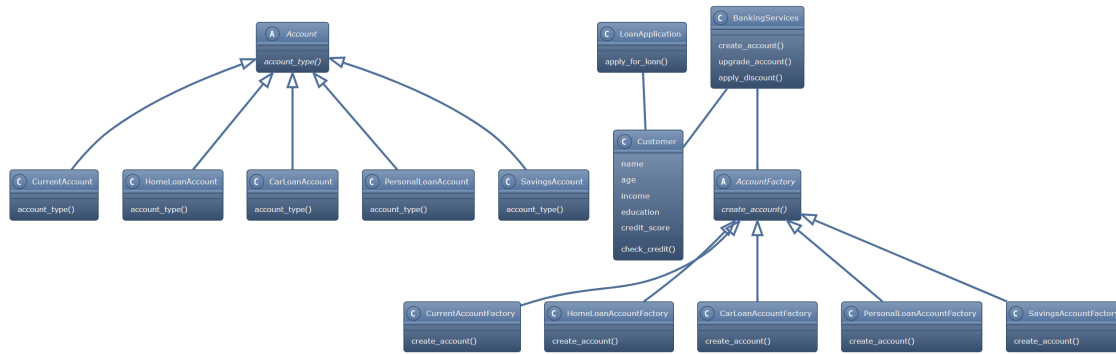 A Account
account_type()
C LoanApplication
apply_for_loan()
C BankingServices
create_account()
upgrade_account()
apply_discount()
C Customer
name
age
income
education
credit_score
check_credit()
C CurrentAccount
account_type()
C HomeLoanAccount
account_type()
C CarLoanAccount
account_type()
C PersonalLoanAccount
account_type()
C SavingsAccount
account_type()
A AccountFactory
create_account()
C CurrentAccountFactory
create_account()
C HomeLoanAccountFactory
create_account()
C CarLoanAccountFactory
create_account()
C PersonalLoanAccountFactory
create_account()
C SavingsAccountFactory
create_account()